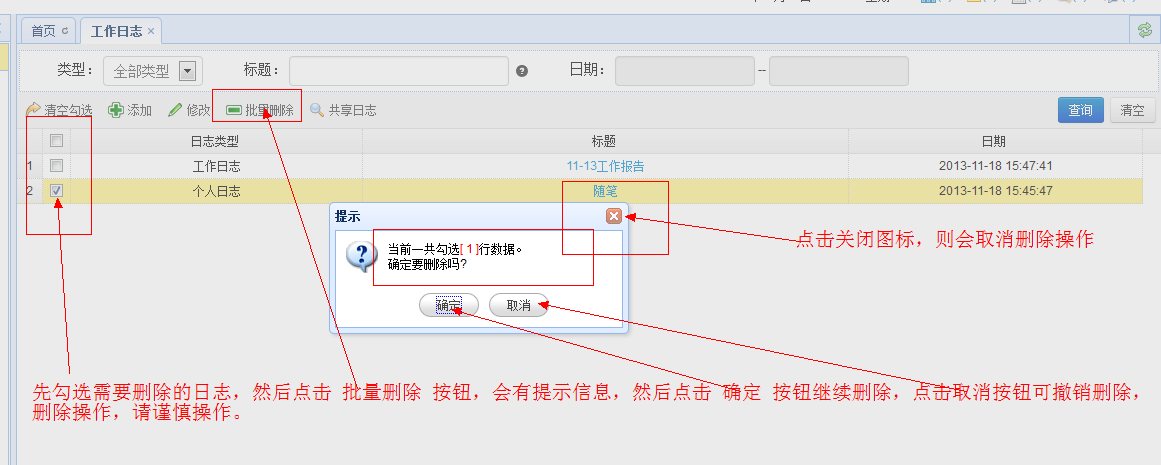 首页
工作日志
类型：
全部类型
标题：
日期：
--
清空勾选
添加
修改
批量删除
共享日志
查询
清空
日志类型 标题 日期
1 工作日志 11-13工作报告 2013-11-18 15:47:41
2 个人日志 随笔 2013-11-18 15:45:47
提示
当前一共勾选[ 1 ]行数据。
确定要删除吗?
确定
取消
点击关闭图标，则会取消删除操作
先勾选需要删除的日志，然后点击 批量删除 按钮，会有提示信息，然后点击 确定 按钮继续删除，点击取消按钮可撤销删除，
删除操作，请谨慎操作。